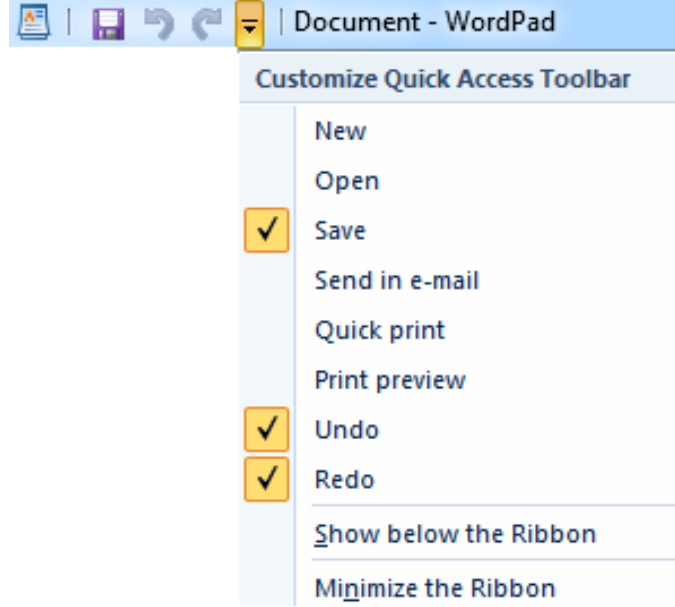 Document - WordPad
Customize Quick Access Toolbar
New
Open
Save
Send in e-mail
Quick print
Print preview
Undo
Redo
Show below the Ribbon
Minimize the Ribbon